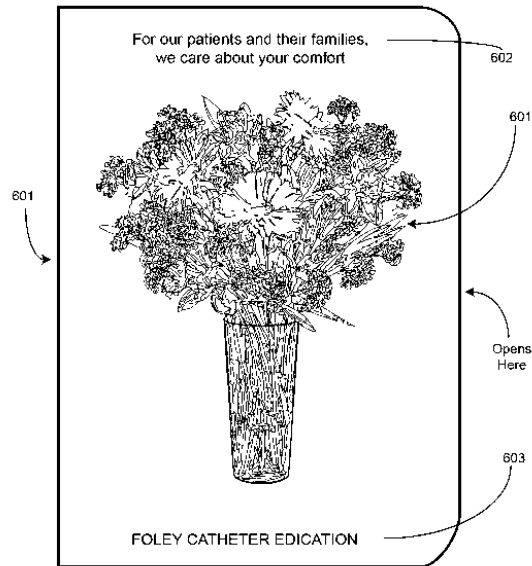 For our patients and their families,
we care about your comfort
602
601
601
Opens
Here
603
FOLEY CATHETER EDICATION